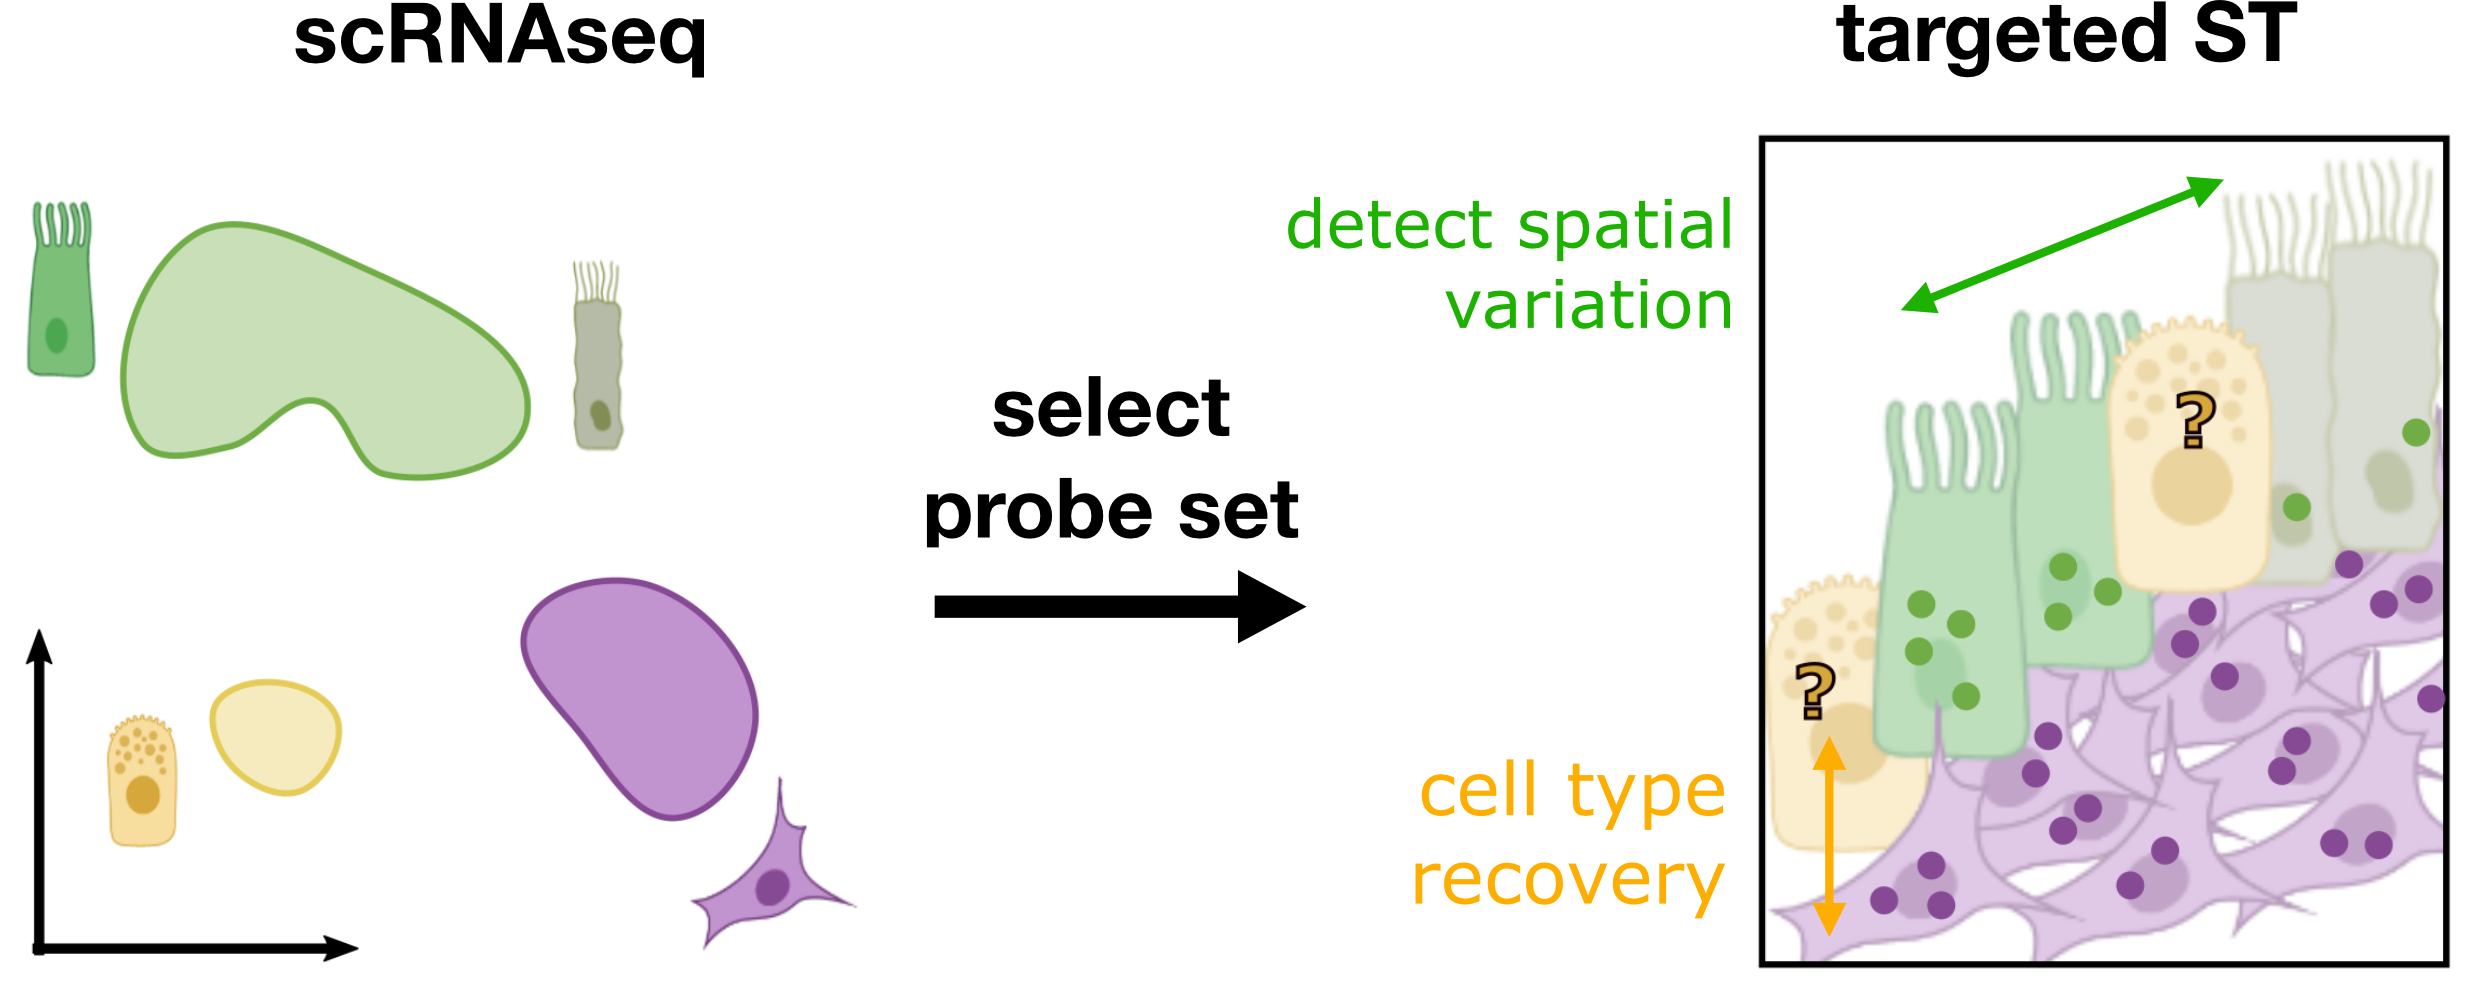 scRNAseq
targeted ST
detect spatial
variation
select
probe set
?
?
cell type
recovery